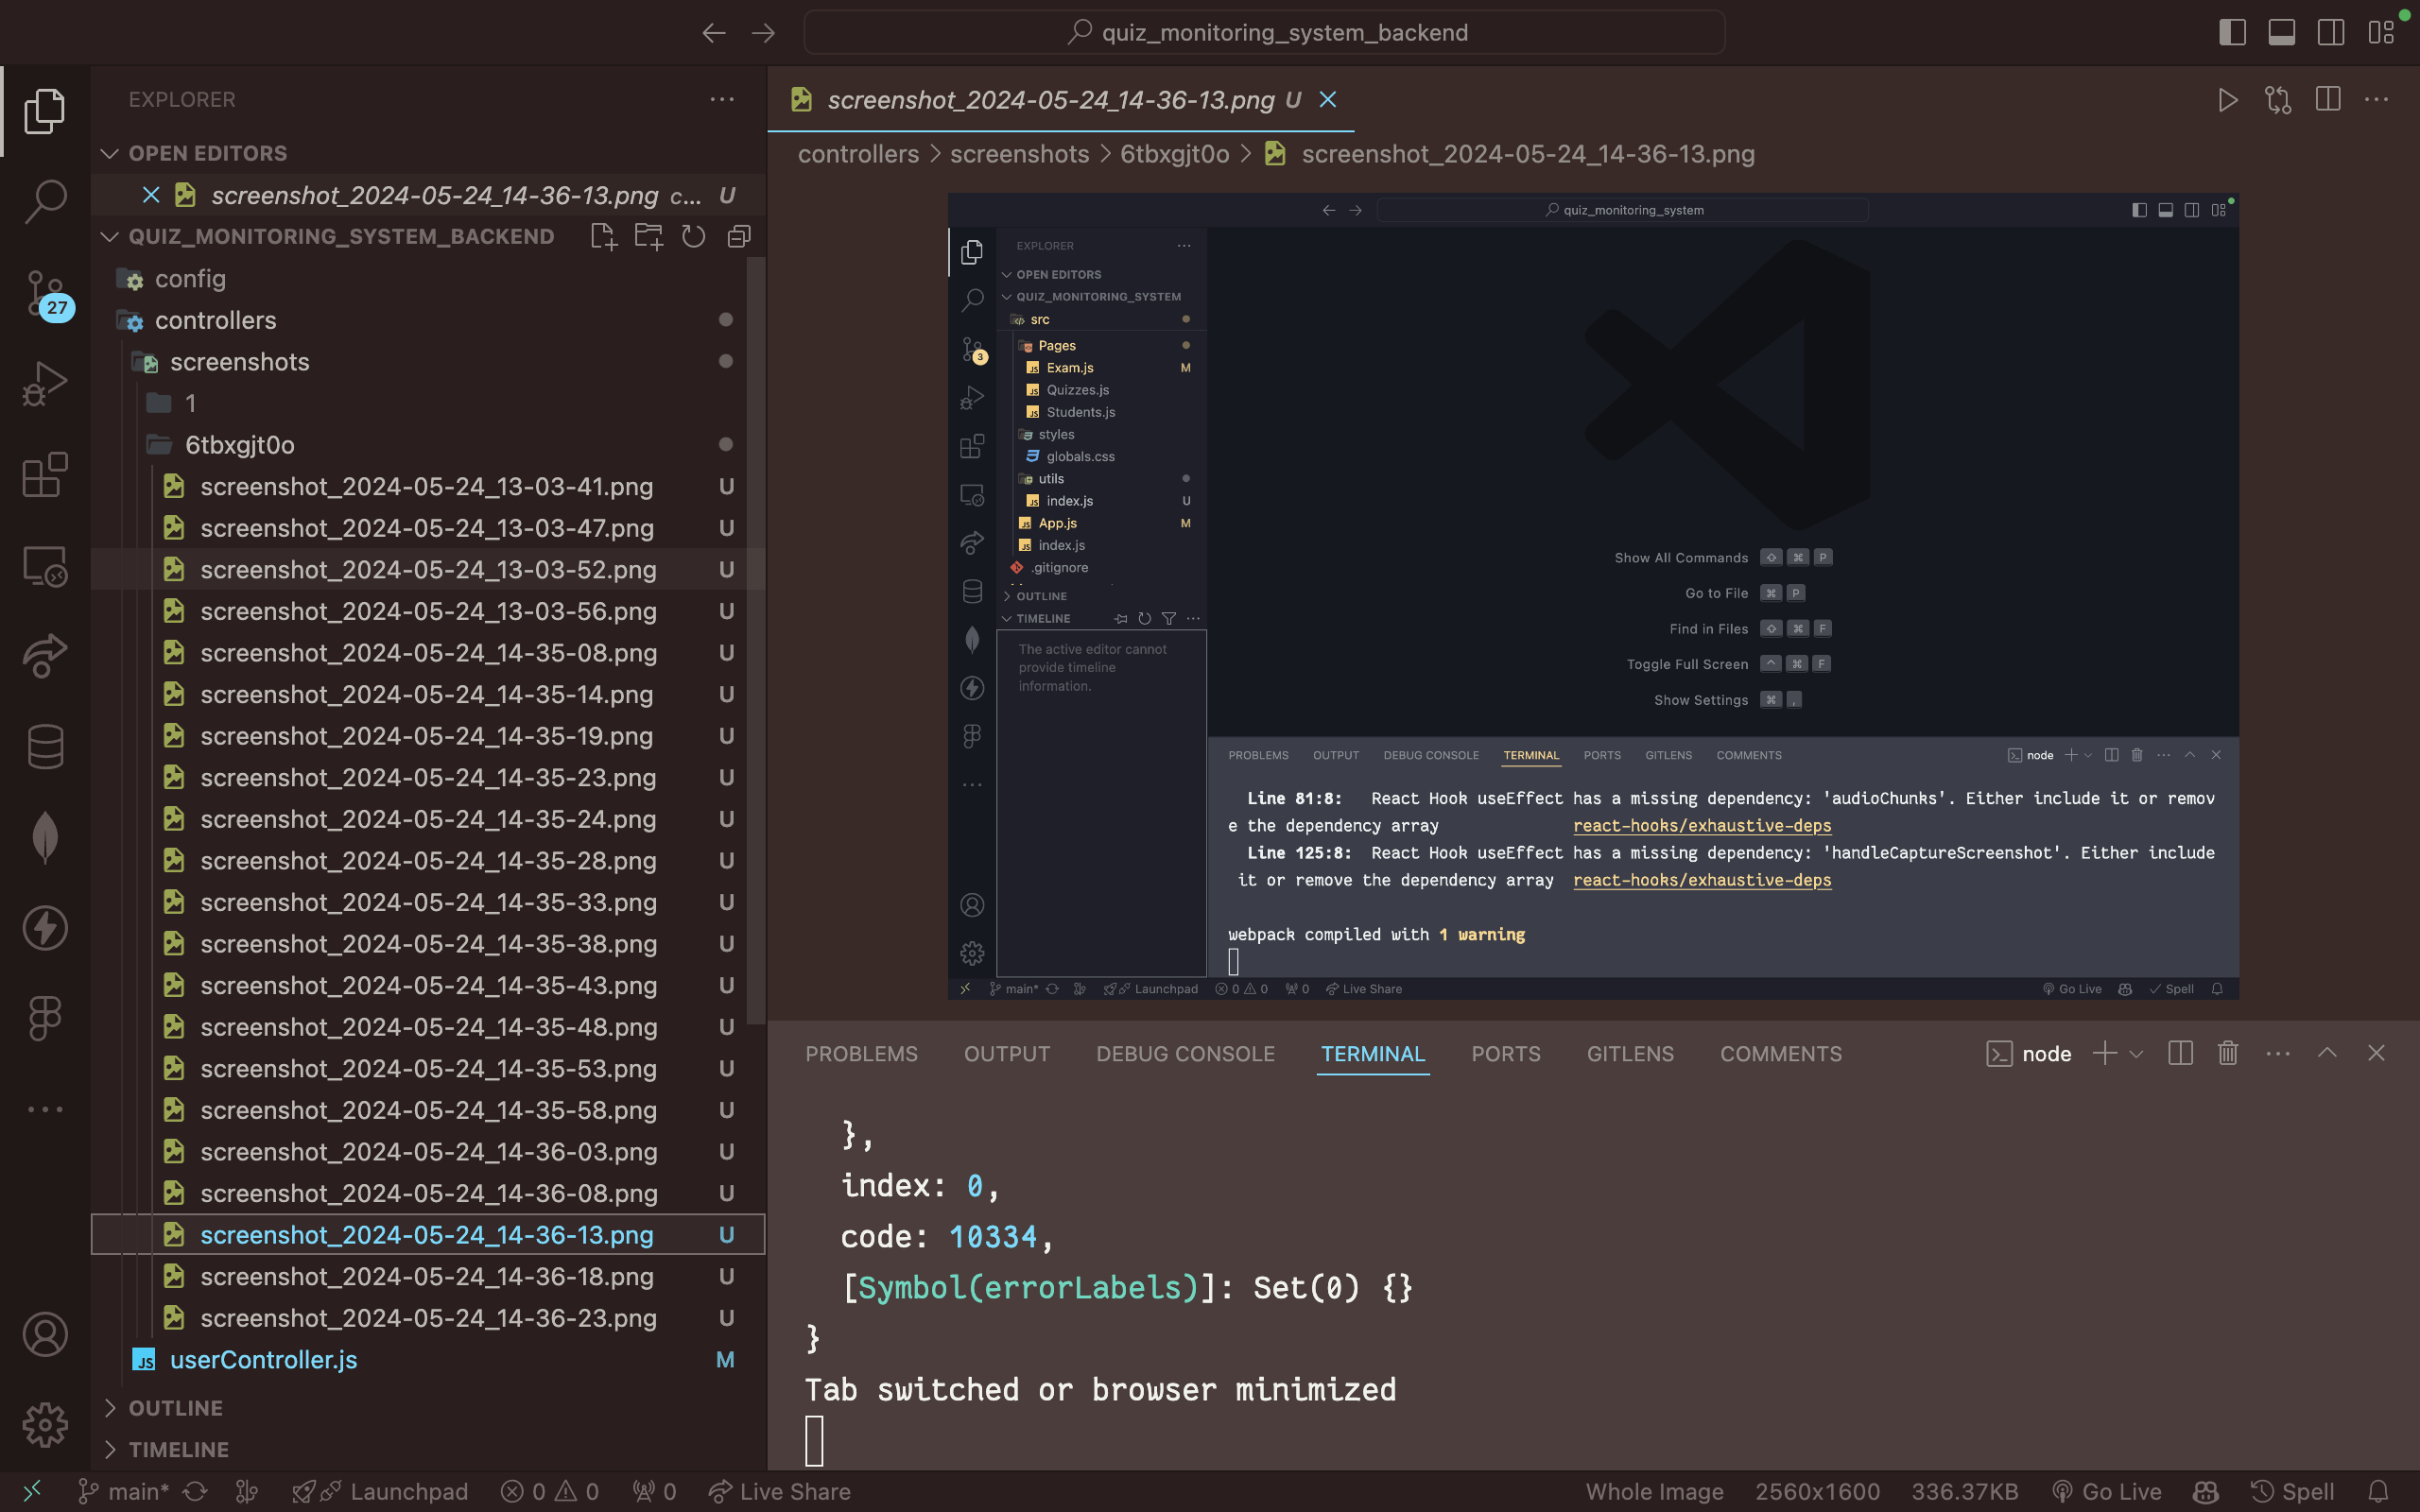 quiz_monitoring_system_backend
EXPLORER
OPEN EDITORS
screenshot_2024-05-24_14-36-13.png c... U
QUIZ_MONITORING_SYSTEM_BACKEND
27
config
controllers
screenshots
1
6tbxgjt0o
screenshot_2024-05-24_13-03-41.png U
screenshot_2024-05-24_13-03-47.png U
screenshot_2024-05-24_13-03-52.png U
screenshot_2024-05-24_13-03-56.png U
screenshot_2024-05-24_14-35-08.png U
screenshot_2024-05-24_14-35-14.png U
screenshot_2024-05-24_14-35-19.png U
screenshot_2024-05-24_14-35-23.png U
screenshot_2024-05-24_14-35-24.png U
screenshot_2024-05-24_14-35-28.png U
screenshot_2024-05-24_14-35-33.png U
screenshot_2024-05-24_14-35-38.png U
screenshot_2024-05-24_14-35-43.png U
screenshot_2024-05-24_14-35-48.png U
screenshot_2024-05-24_14-35-53.png U
screenshot_2024-05-24_14-35-58.png U
screenshot_2024-05-24_14-36-03.png U
screenshot_2024-05-24_14-36-08.png U
screenshot_2024-05-24_14-36-13.png U
screenshot_2024-05-24_14-36-18.png U
screenshot_2024-05-24_14-36-23.png U
JS userController.js M
OUTLINE
TIMELINE
screenshot_2024-05-24_14-36-13.png U
controllers > screenshots > 6tbxgjt0o > screenshot_2024-05-24_14-36-13.png
quiz_monitoring_system
EXPLORER
OPEN EDITORS
QUIZ_MONITORING_SYSTEM
src
3
Pages
JS Exam.js M
JS Quizzes.js
JS Students.js
styles
globals.css
utils
JS index.js U
JS App.js M
JS index.js
.gitignore
OUTLINE
TIMELINE
The active editor cannot
provide timeline
information.
Show All Commands ⇧ ⌘ P
Go to File ⌘ P
Find in Files ⇧ ⌘ F
Toggle Full Screen ^ ⌘ F
Show Settings ⌘ ,
PROBLEMS OUTPUT DEBUG CONSOLE TERMINAL PORTS GITLENS COMMENTS node
Line 81:8: React Hook useEffect has a missing dependency: 'audioChunks'. Either include it or remov
e the dependency array react-hooks/exhaustive-deps
Line 125:8: React Hook useEffect has a missing dependency: 'handleCaptureScreenshot'. Either include
it or remove the dependency array react-hooks/exhaustive-deps
webpack compiled with 1 warning
main* Launchpad 0 0 0 Live Share Go Live Spell
PROBLEMS OUTPUT DEBUG CONSOLE TERMINAL PORTS GITLENS COMMENTS node
},
index: 0,
code: 10334,
[Symbol(errorLabels)]: Set(0) {}
}
Tab switched or browser minimized
main* Launchpad 0 0 0 Live Share Whole Image 2560x1600 336.37KB Go Live Spell